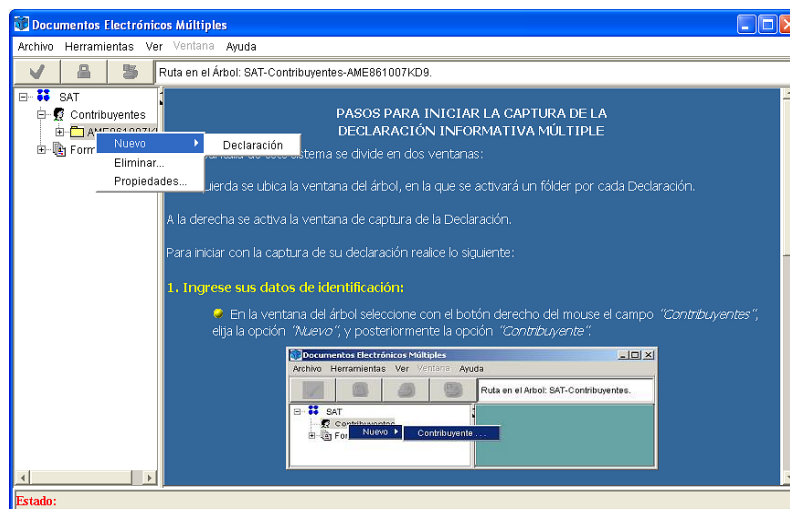 Documentos Electrónicos Múltiples
Archivo Herramientas Ver Ventana Ayuda
Ruta en el Árbol: SAT-Contribuyentes-AME861007KD9.
SAT
Contribuyentes
Form
Nuevo
Declaración
Eliminar...
Propiedades...
PASOS PARA INICIAR LA CAPTURA DE LA
DECLARACIÓN INFORMATIVA MÚLTIPLE
sistema se divide en dos ventanas:
se ubica la ventana del árbol, en la que se activará un fólder por cada Declaración.
A la derecha se activa la ventana de captura de la Declaración.
Para iniciar con la captura de su declaración realice lo siguiente:
1. Ingrese sus datos de identificación:
En la ventana del árbol seleccione con el botón derecho del mouse el campo "Contribuyentes",
elija la opción "Nuevo", y posteriormente la opción "Contribuyente".
Documentos Electrónicos Múltiples
Archivo Herramientas Ver Ventana Ayuda
Ruta en el Arbol: SAT-Contribuyentes.
SAT
Contribuyentes
For
Nuevo
Contribuyente ...
Estado: